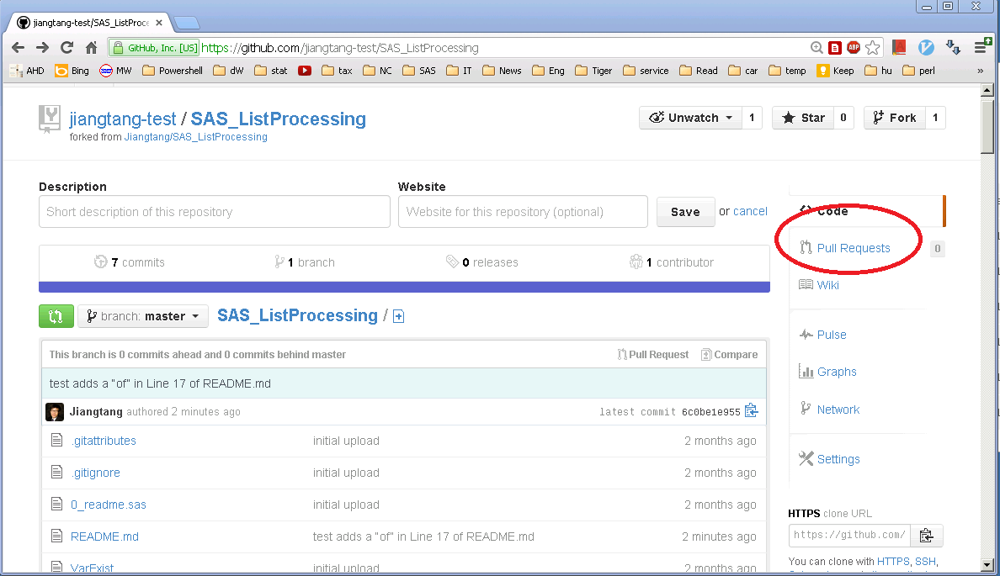 jiangtang-test/SAS_ListProce
GitHub, Inc. [US] https://github.com/jiangtang-test/SAS_ListProcessing
ABP
AHD Bing MW Powershell dW stat tax NC SAS IT News Eng Tiger service Read car temp Keep hu perl »
jiangtang-test / SAS_ListProcessing
forked from Jiangtang/SAS_ListProcessing
Unwatch 1 Star 0 Fork 1
Description
Website
Short description of this repository
Website for this repository (optional)
Save or cancel
Code
Pull Requests 0
Wiki
Pulse
Graphs
Network
Settings
HTTPS clone URL
https://github.com/
You can clone with HTTPS, SSH,
7 commits 1 branch 0 releases 1 contributor
branch: master SAS_ListProcessing /
This branch is 0 commits ahead and 0 commits behind master Pull Request Compare
test adds a "of" in Line 17 of README.md
Jiangtang authored 2 minutes ago latest commit 6c0be1e955
.gitattributes initial upload 2 months ago
.gitignore initial upload 2 months ago
0_readme.sas initial upload 2 months ago
README.md test adds a "of" in Line 17 of README.md 2 minutes ago
VarExist initial upload 2 months ago